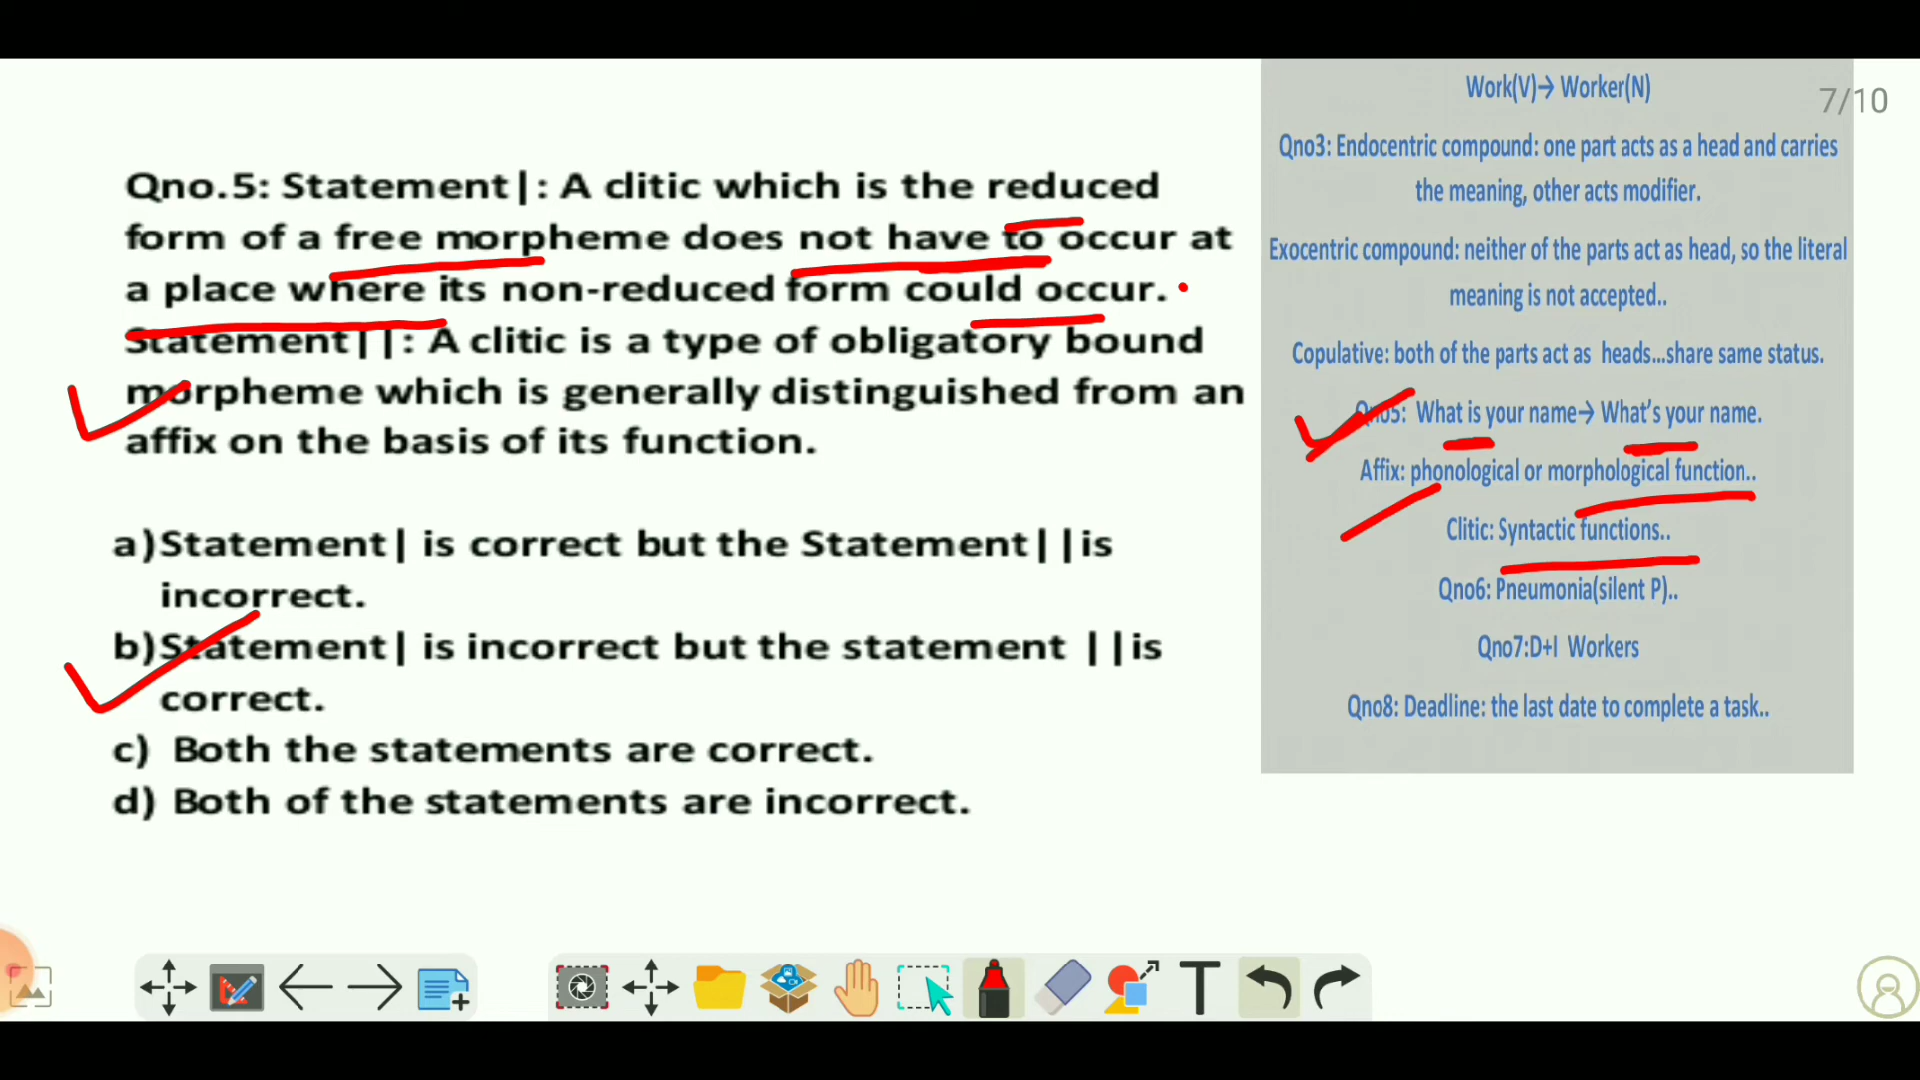 Qno.5: Statement|: A clitic which is the reduced
form of a free morpheme does not have to occur at
a place where its non-reduced form could occur.
Statement||: A clitic is a type of obligatory bound
morpheme which is generally distinguished from an
affix on the basis of its function.
a)Statement| is correct but the Statement||is
incorrect.
b)Statement| is incorrect but the statement ||is
correct.
c) Both the statements are correct.
d) Both of the statements are incorrect.
Work(V)→ Worker(N)
7/10
Qno3: Endocentric compound: one part acts as a head and carries
the meaning, other acts modifier.
Exocentric compound: neither of the parts act as head, so the literal
meaning is not accepted..
Copulative: both of the parts act as heads...share same status.
Qno5: What is your name→ What's your name.
Affix: phonological or morphological function..
Clitic: Syntactic functions..
Qno6: Pneumonia(silent P)..
Qno7:D+I Workers
Qno8: Deadline: the last date to complete a task..
T